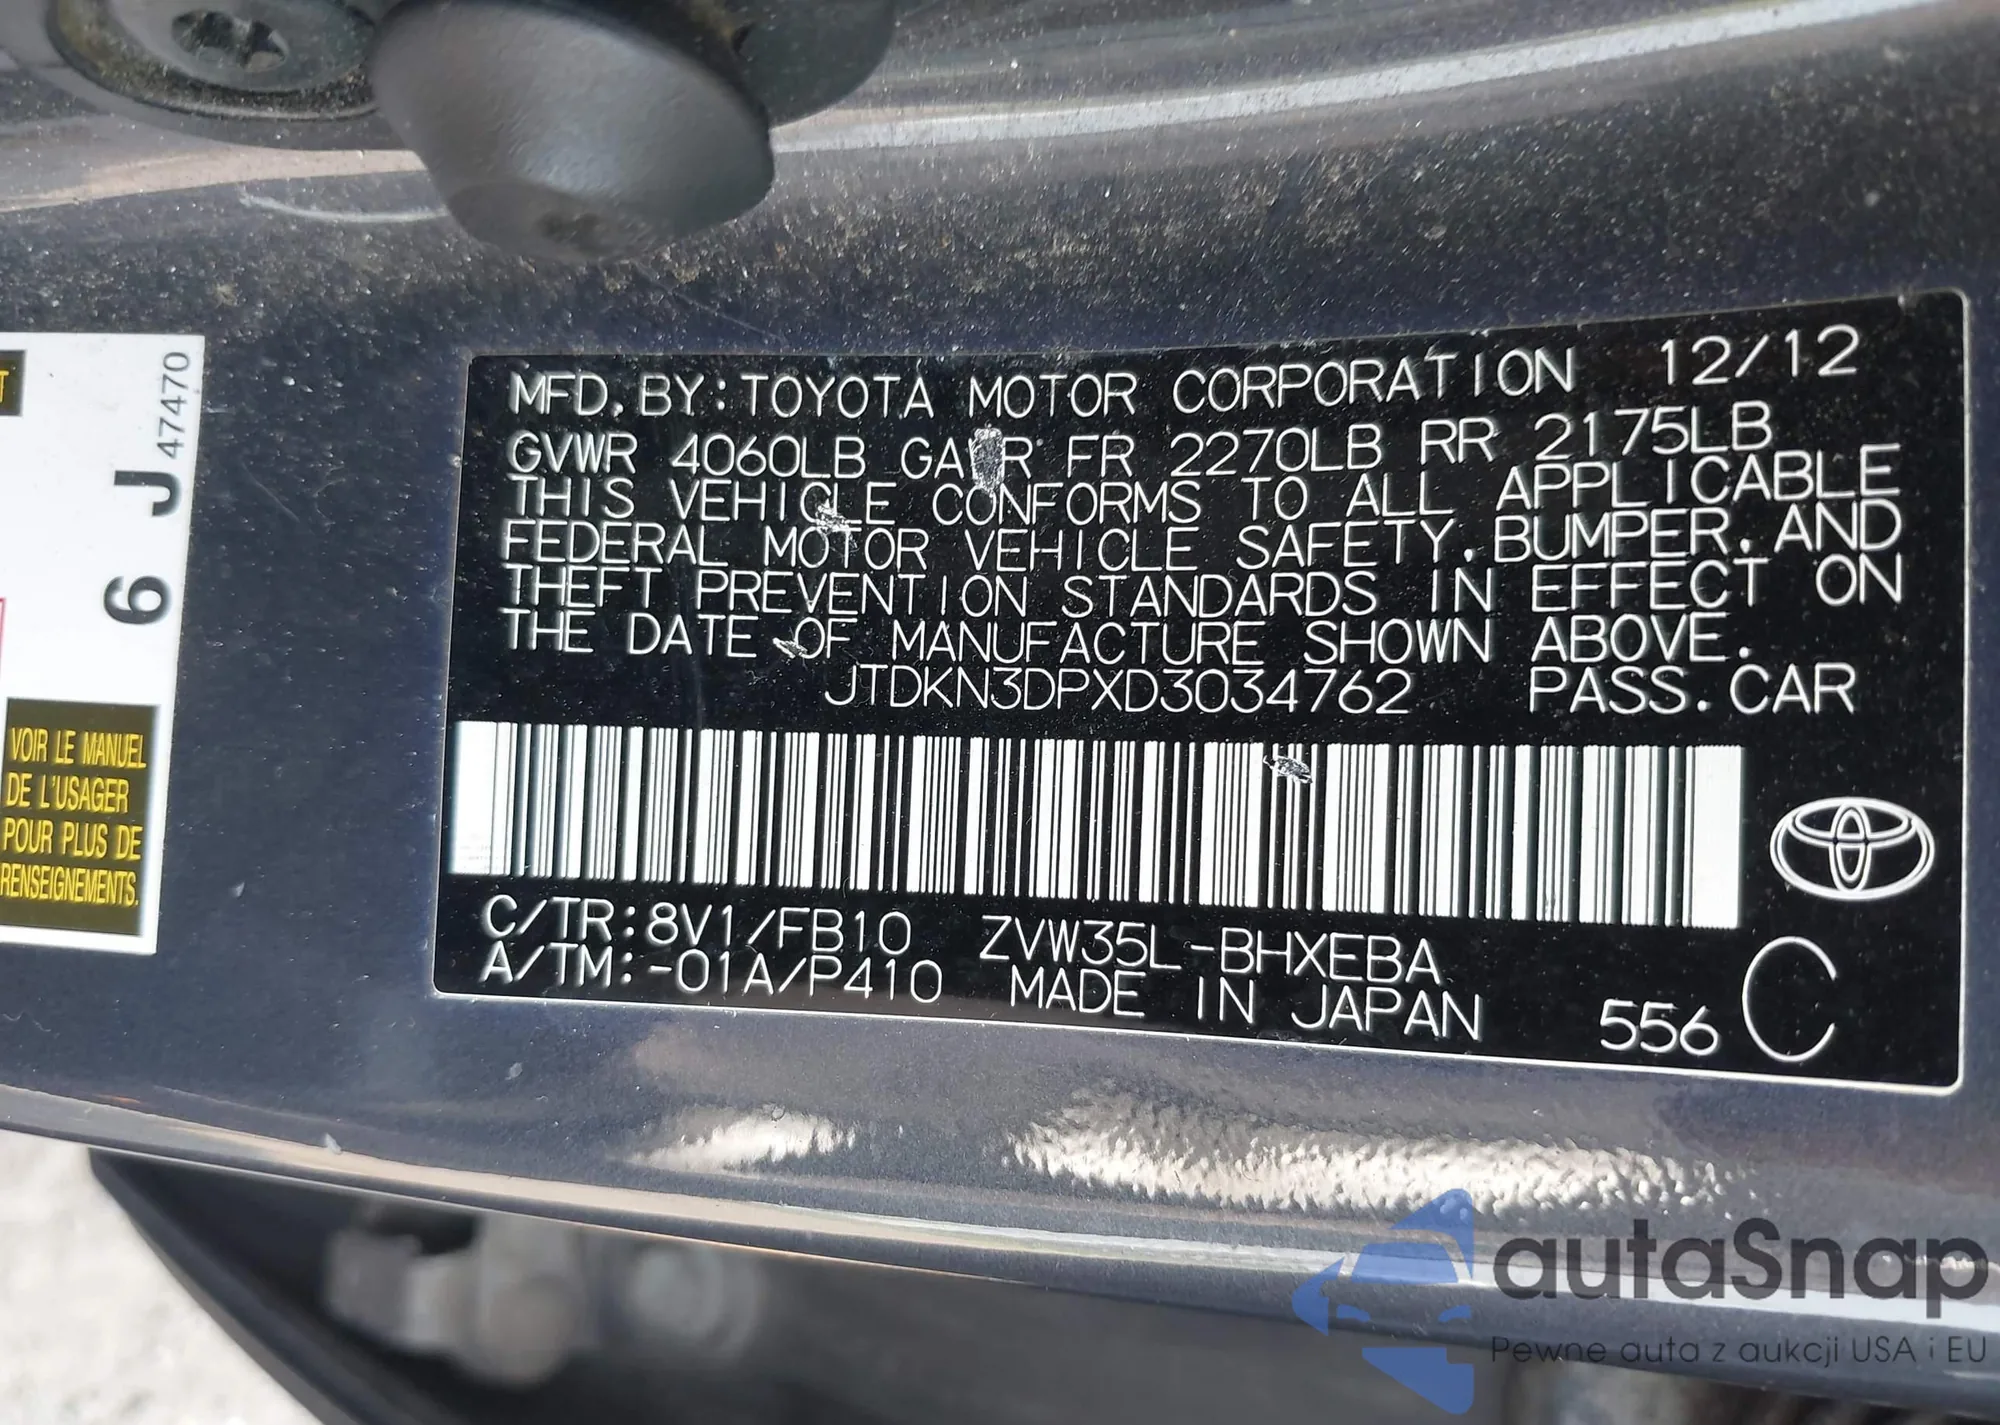 T
47470
6 J
VOIR LE MANUEL
DE L'USAGER
POUR PLUS DE
RENSEIGNEMENTS.
MFD. BY: TOYOTA MOTOR CORPORATION 12/12
GVWR 4060LB GAWR FR 2270LB RR 2175LB
THIS VEHICLE CONFORMS TO ALL APPLICABLE
FEDERAL MOTOR VEHICLE SAFETY, BUMPER, AND
THEFT PREVENTION STANDARDS IN EFFECT ON
THE DATE OF MANUFACTURE SHOWN ABOVE.
JTDKN3DPXD3034762 PASS. CAR
C/TR: 8V1/FB10 ZVW35L-BHXEBA
A/TM: -01A/P410 MADE IN JAPAN 556 C
autaSnap
Pewne auta z aukcji USA i EU